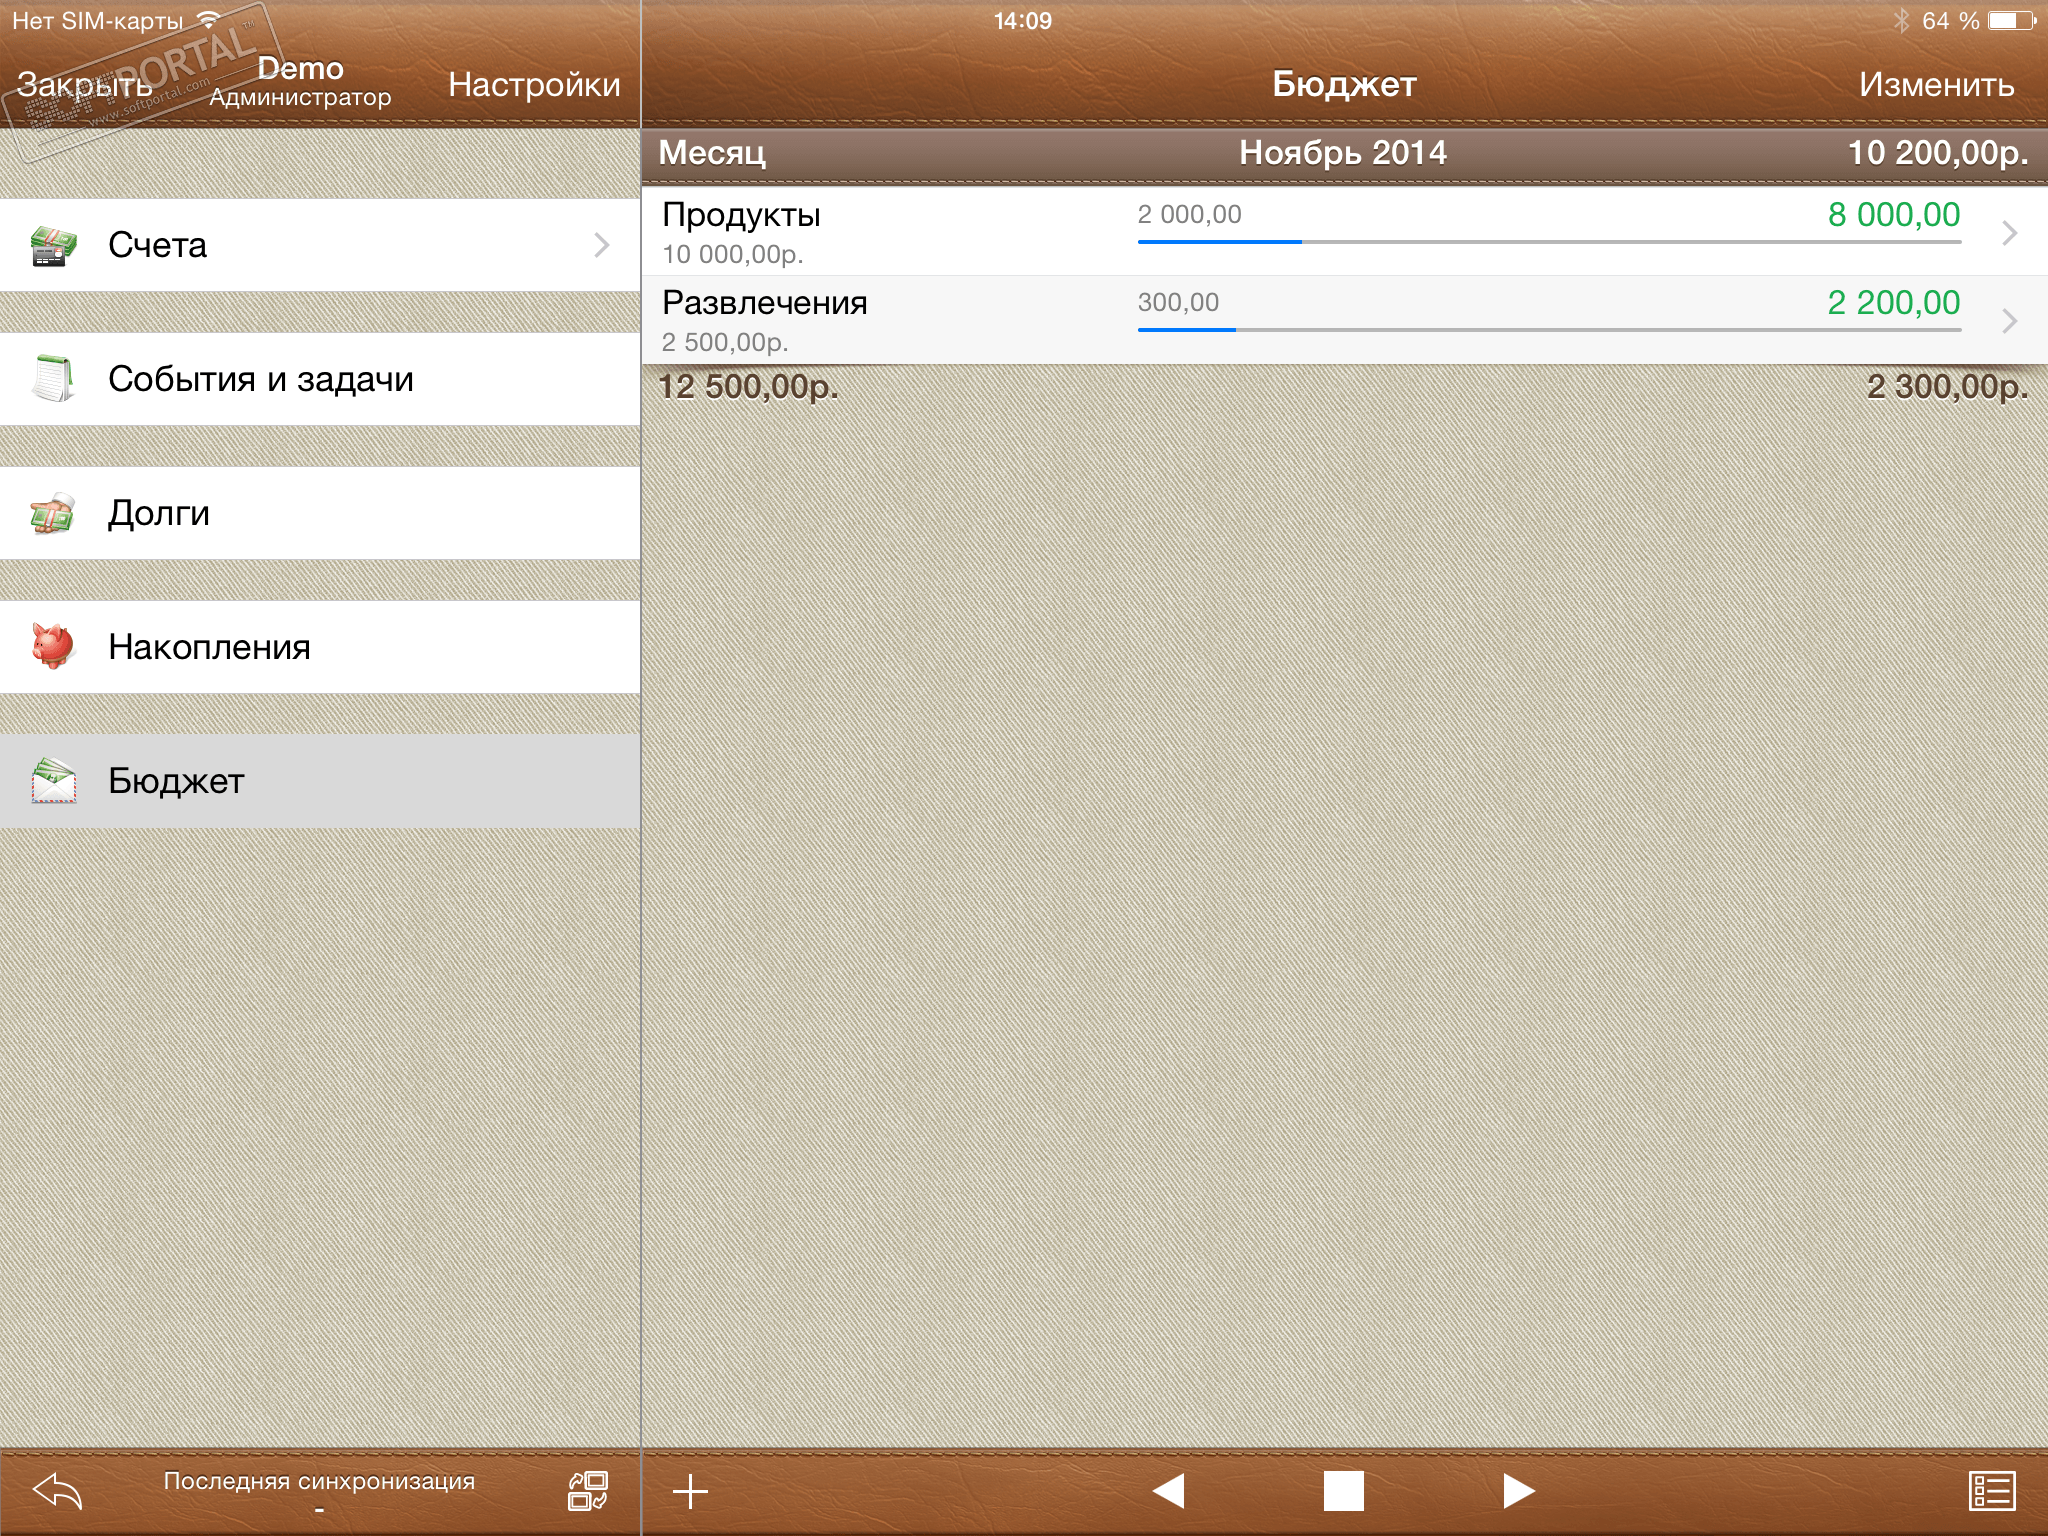 Нет SIM-карты
14:09
64 %
Закрыть
Demo
Администратор
Настройки
SOFTPORTAL™
www.softportal.com
Бюджет
Изменить
Месяц
Ноябрь 2014
10 200,00р.
Счета
События и задачи
Долги
Накопления
Бюджет
Продукты
2 000,00
8 000,00
10 000,00р.
Развлечения
300,00
2 200,00
2 500,00р.
12 500,00р.
2 300,00р.
Последняя синхронизация
-